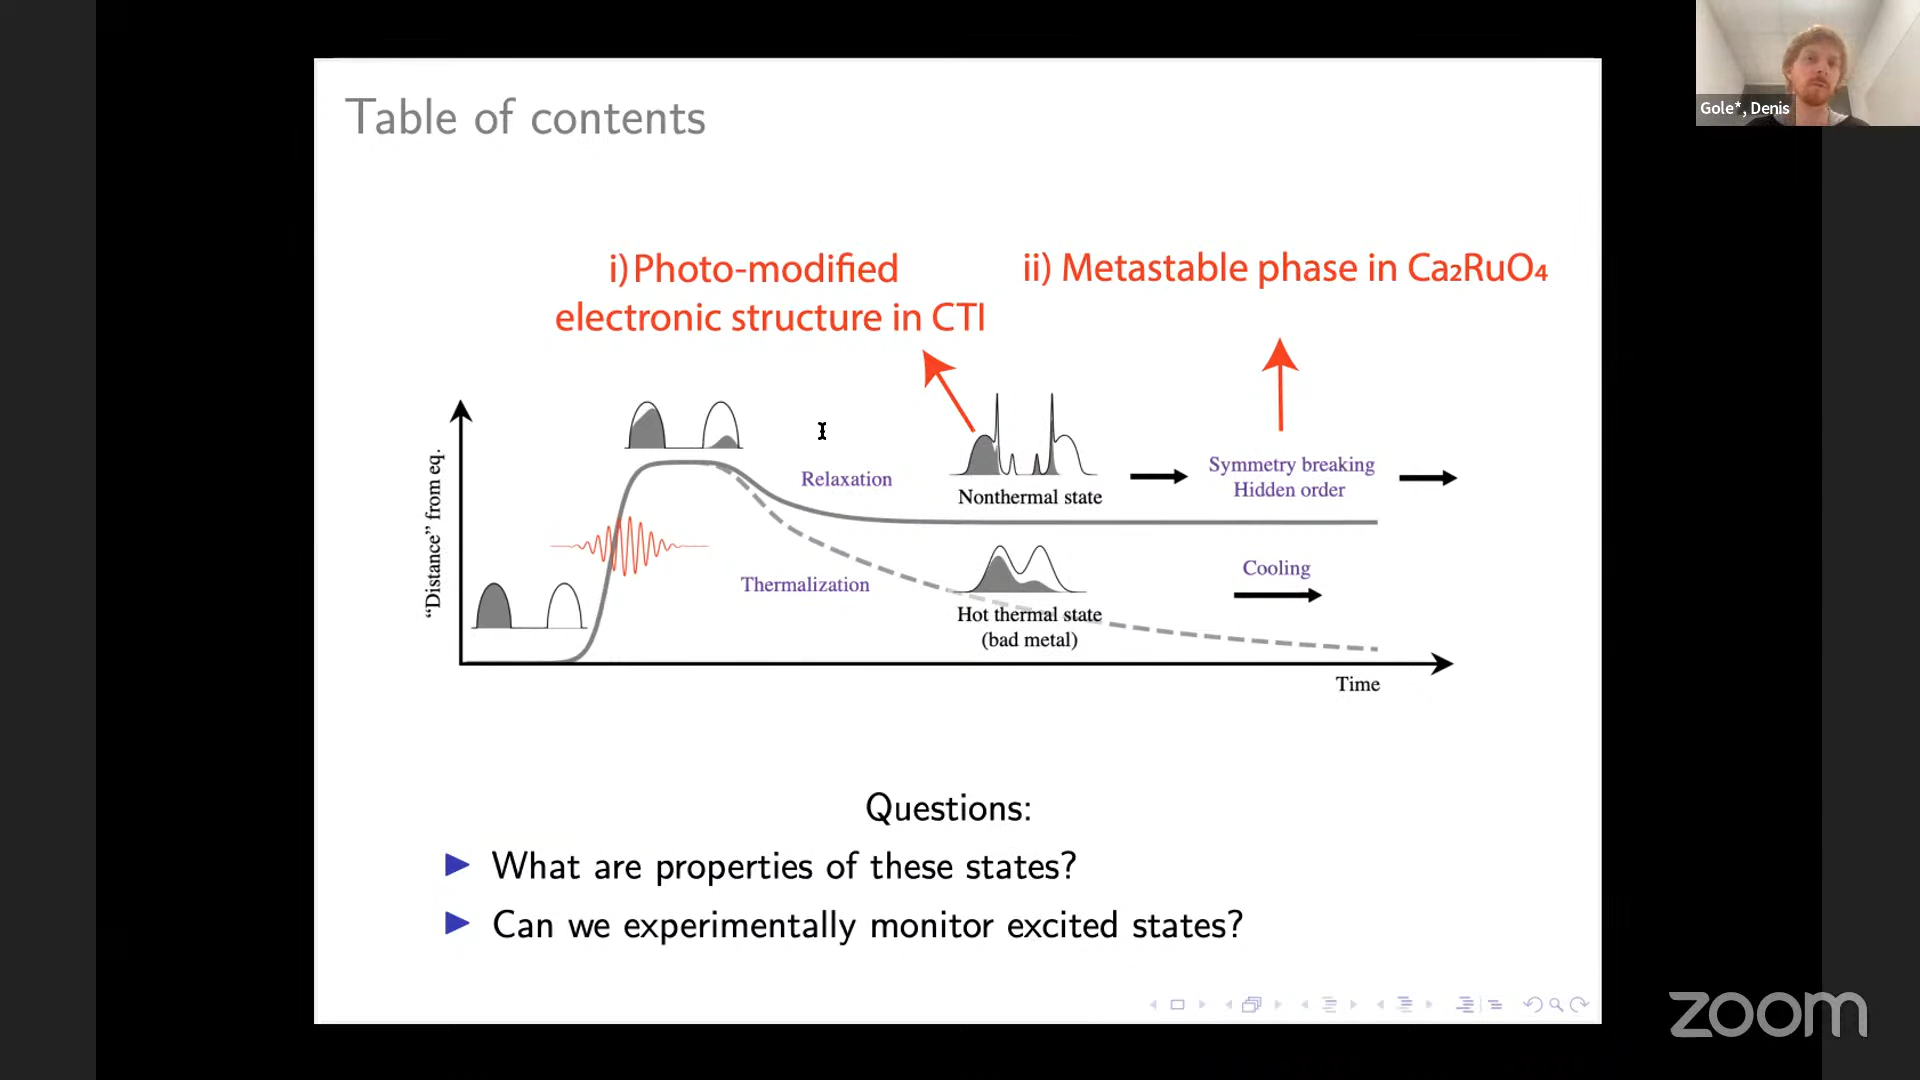 Gole*, Denis
Table of contents
i) Photo-modified
electronic structure in CTI
ii) Metastable phase in Ca₂RuO₄
"Distance" from eq.
Relaxation
Nonthermal state
Symmetry breaking
Hidden order
Thermalization
Hot thermal state
(bad metal)
Cooling
Time
Questions:
What are properties of these states?
Can we experimentally monitor excited states?
zoom